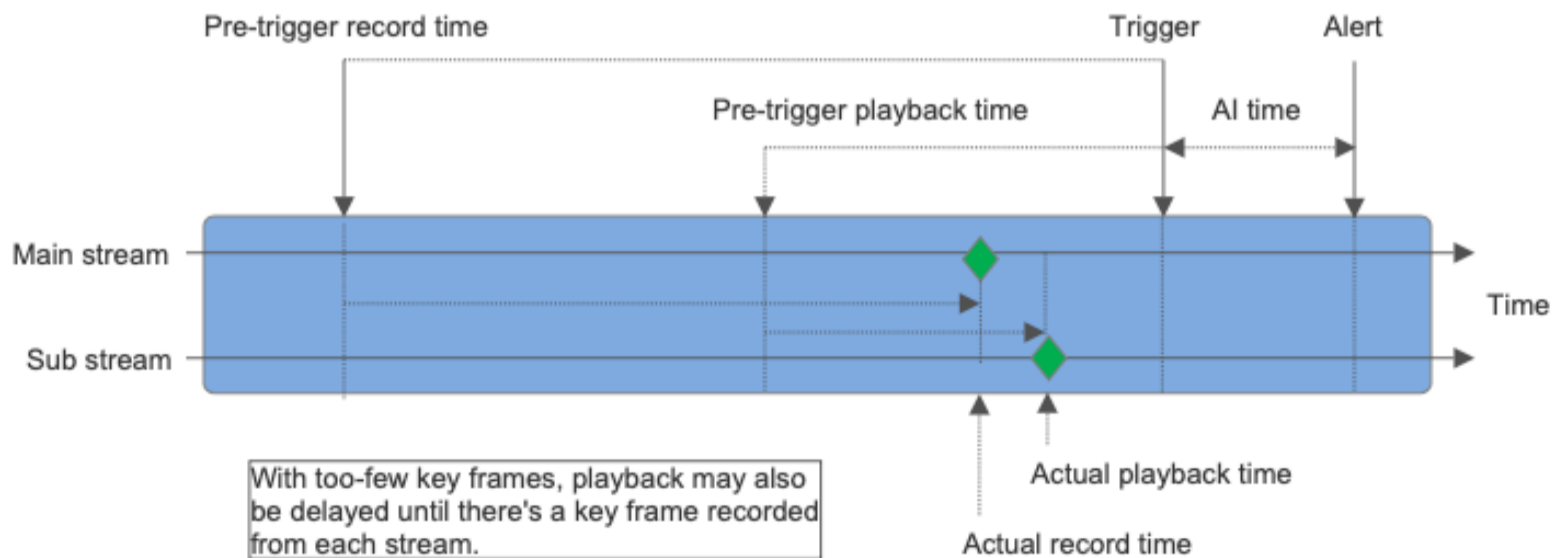 Pre-trigger record time
Trigger
Alert
Pre-trigger playback time
AI time
Main stream
Time
Sub stream
With too-few key frames, playback may also
be delayed until there's a key frame recorded
from each stream.
Actual playback time
Actual record time